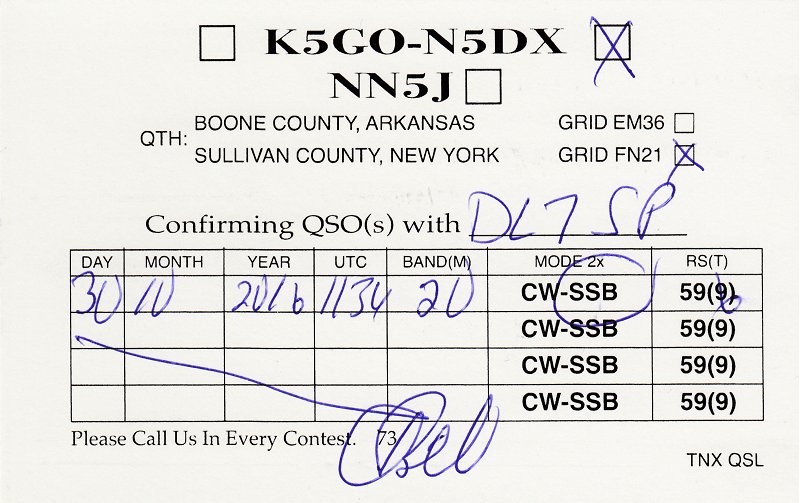 K5GO-N5DX
NN5J
QTH: BOONE COUNTY, ARKANSAS GRID EM36
SULLIVAN COUNTY, NEW YORK GRID FN21
Confirming QSO(s) with DL7SP
DAY MONTH YEAR UTC BAND(M) MODE 2x RS(T)
30 10 2016 1134 20 CW-SSB 59(9)
CW-SSB 59(9)
CW-SSB 59(9)
CW-SSB 59(9)
Please Call Us In Every Contest. 73,
TNX QSL